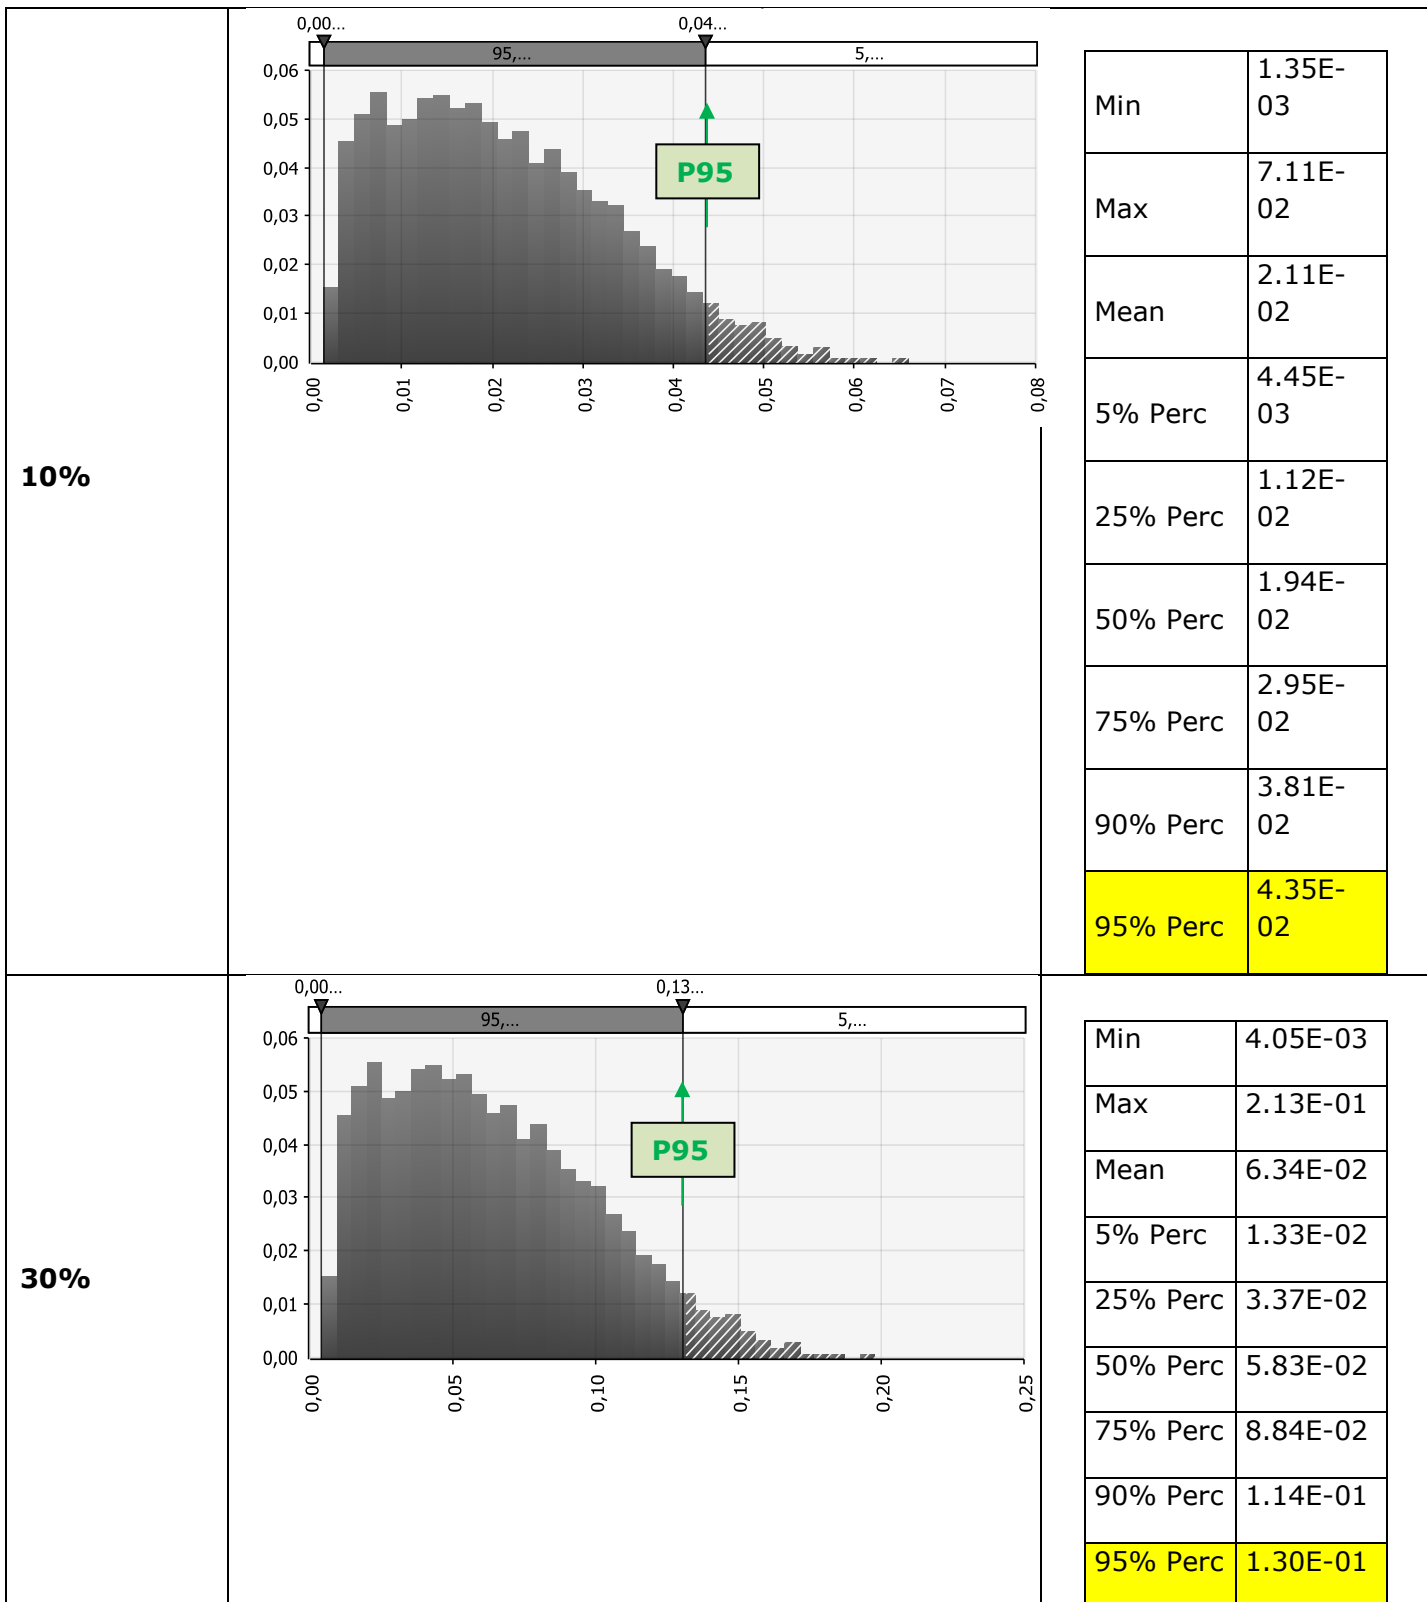 10%
0,00... 0,04...
95,... 5,...
0,06
0,05
0,04
0,03
0,02
0,01
0,00
P95
0,00 0,01 0,02 0,03 0,04 0,05 0,06 0,07 0,08
Min 1.35E-
03
Max 7.11E-
02
Mean 2.11E-
02
5% Perc 4.45E-
03
25% Perc 1.12E-
02
50% Perc 1.94E-
02
75% Perc 2.95E-
02
90% Perc 3.81E-
02
95% Perc 4.35E-
02
30%
0,00... 0,13...
95,... 5,...
0,06
0,05
0,04
0,03
0,02
0,01
0,00
P95
0,00 0,05 0,10 0,15 0,20 0,25
Min 4.05E-03
Max 2.13E-01
Mean 6.34E-02
5% Perc 1.33E-02
25% Perc 3.37E-02
50% Perc 5.83E-02
75% Perc 8.84E-02
90% Perc 1.14E-01
95% Perc 1.30E-01